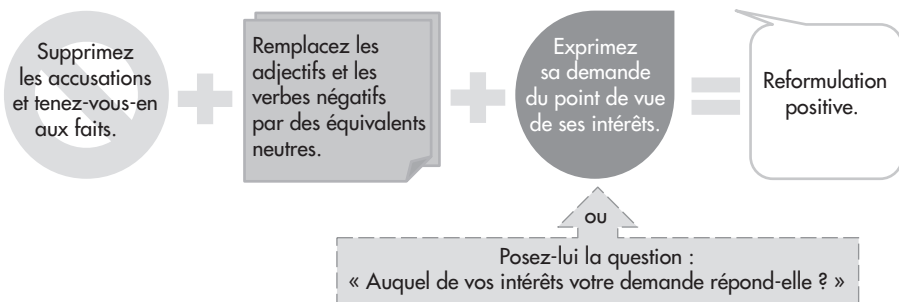 Supprimez
les accusations
et tenez-vous-en
aux faits.
Remplacez les
adjectifs et les
verbes négatifs
par des équivalents
neutres.
Exprimez
sa demande
du point de vue
de ses intérêts.
Reformulation
positive.
ou
Posez-lui la question :
« Auquel de vos intérêts votre demande répond-elle ? »